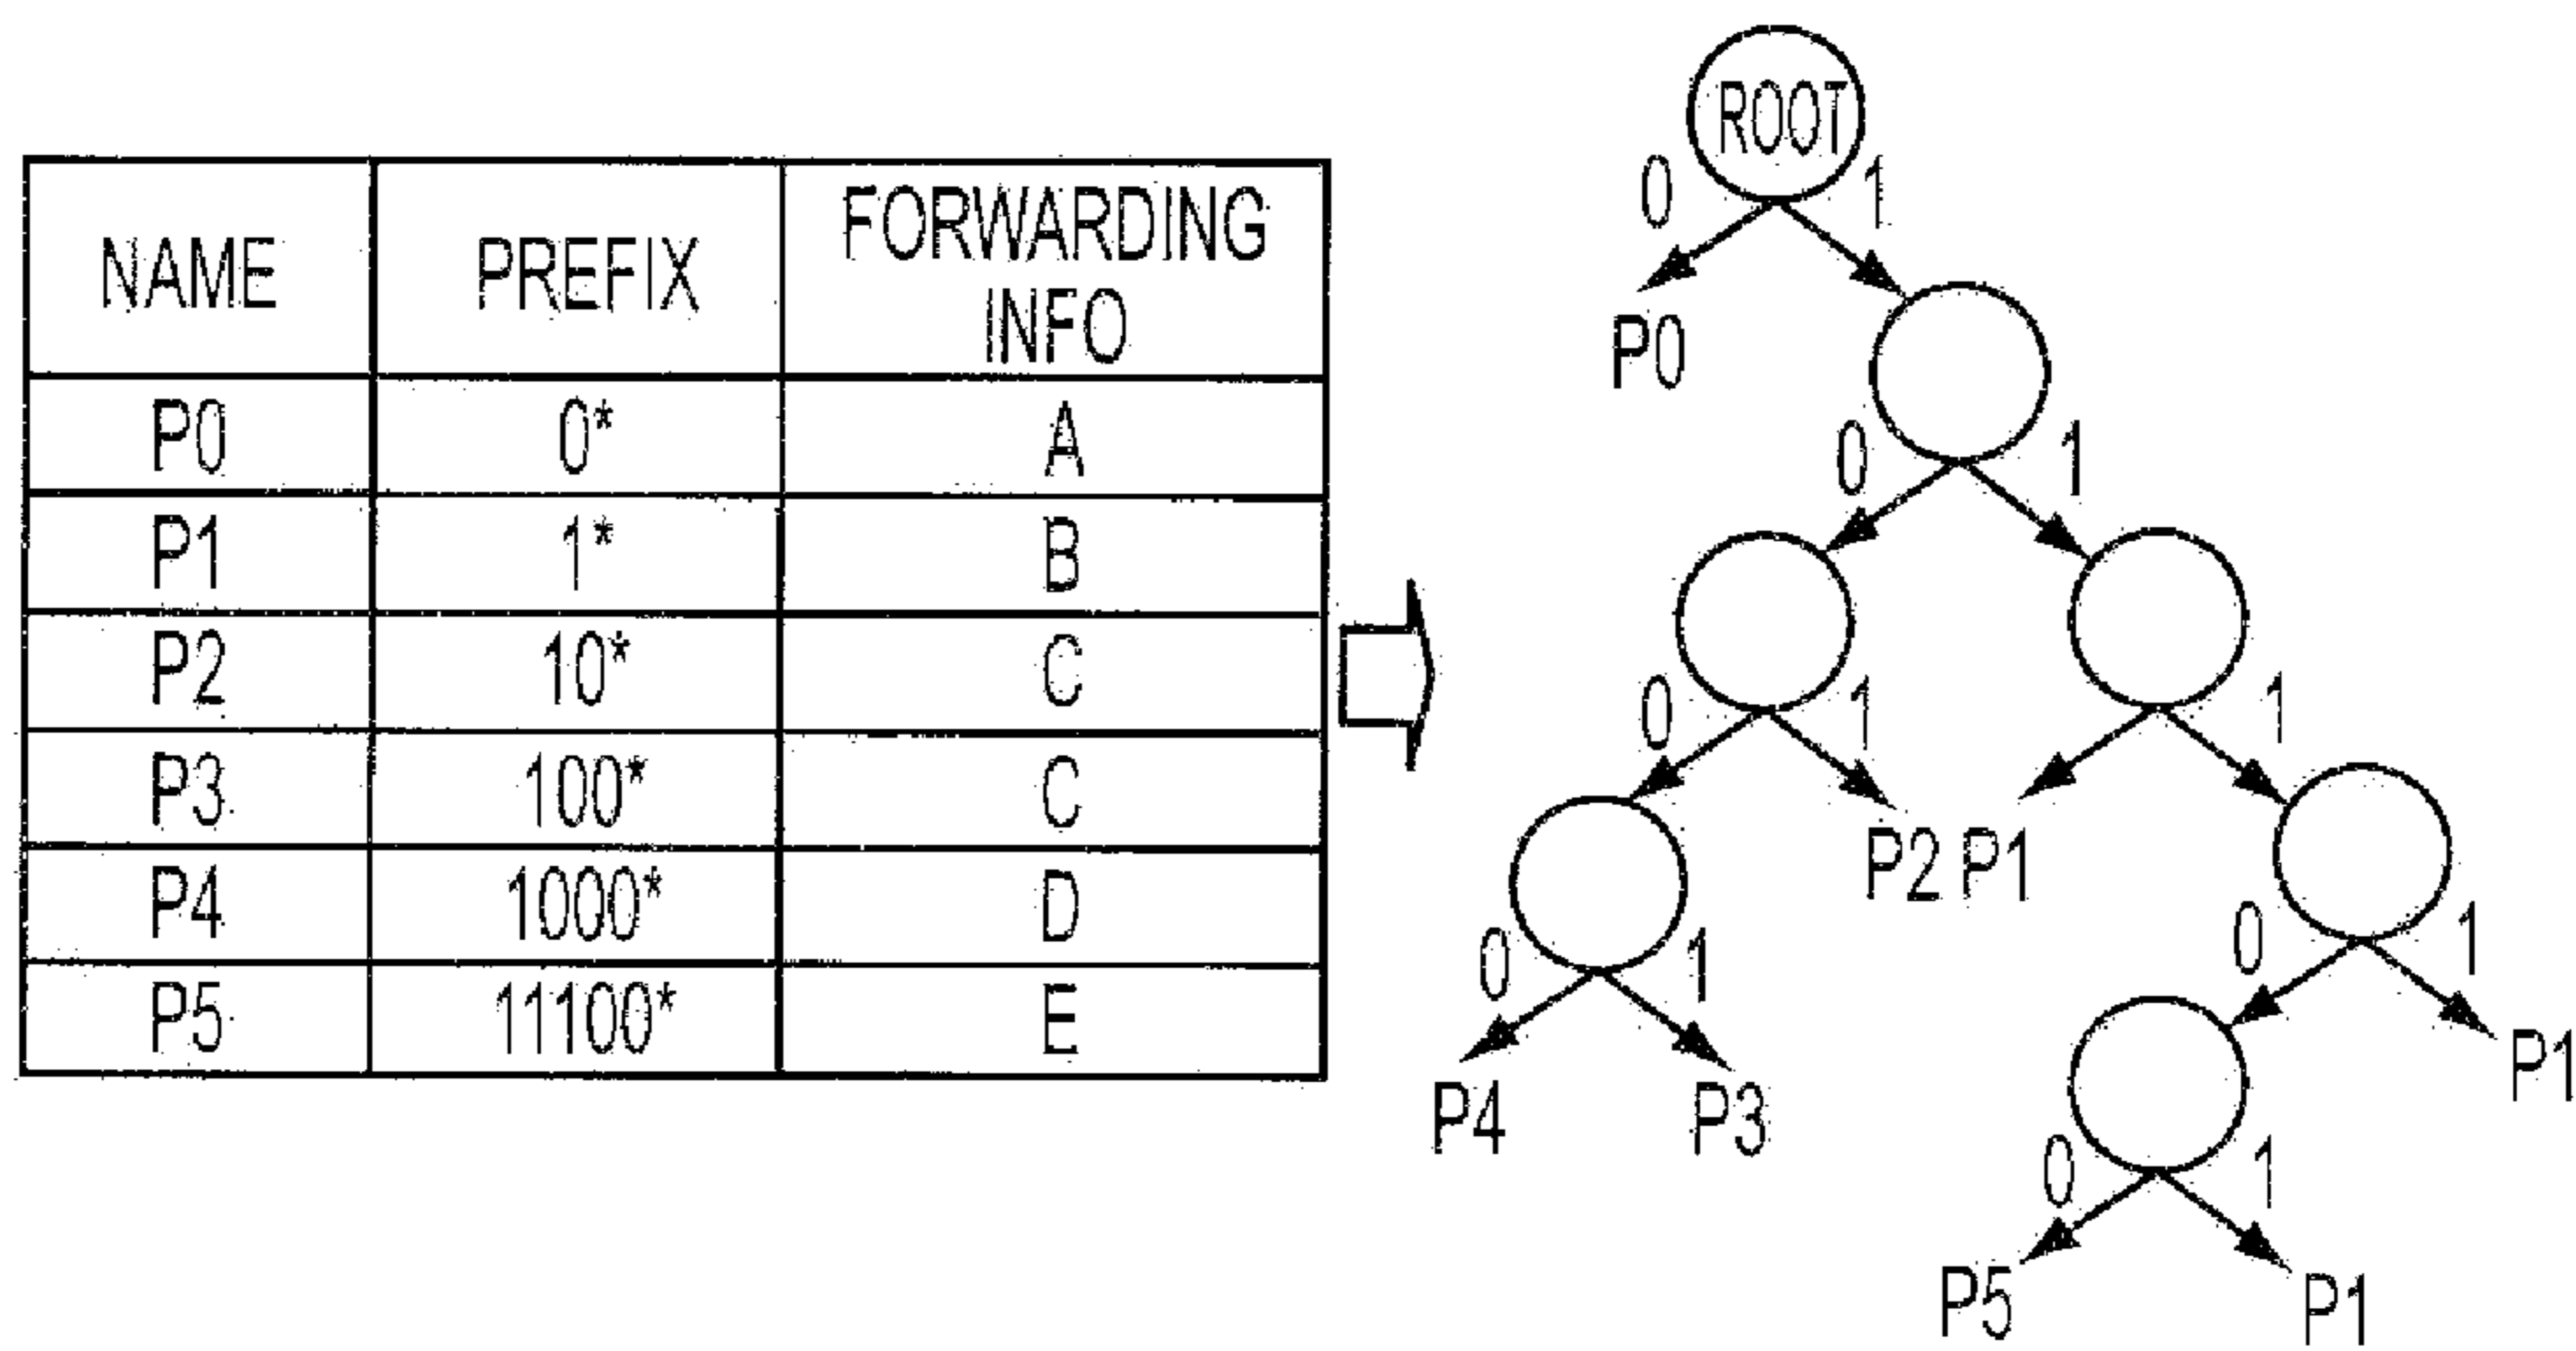 NAME PREFIX FORWARDING INFO
P0 0* A
P1 1* B
P2 10* C
P3 100* C
P4 1000* D
P5 11100* E
ROOT
0 1
P0
0 1
0 1 1
P2 P1
0 1 0 1
P4 P3 P1
0 1
P5 P1